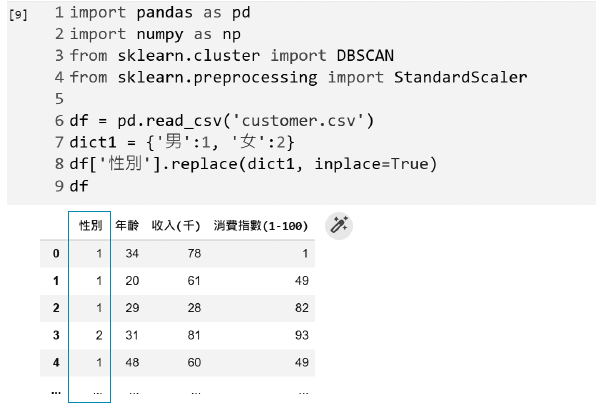 [9] 1 import pandas as pd
2 import numpy as np
3 from sklearn.cluster import DBSCAN
4 from sklearn.preprocessing import StandardScaler
5
6 df = pd.read_csv('customer.csv')
7 dict1 = {'男':1, '女':2}
8 df['性別'].replace(dict1, inplace=True)
9 df
性別 年齡 收入(千) 消費指數(1-100)
0 1 34 78 1
1 1 20 61 49
2 1 29 28 82
3 2 31 81 93
4 1 48 60 49
... ... ... ... ...